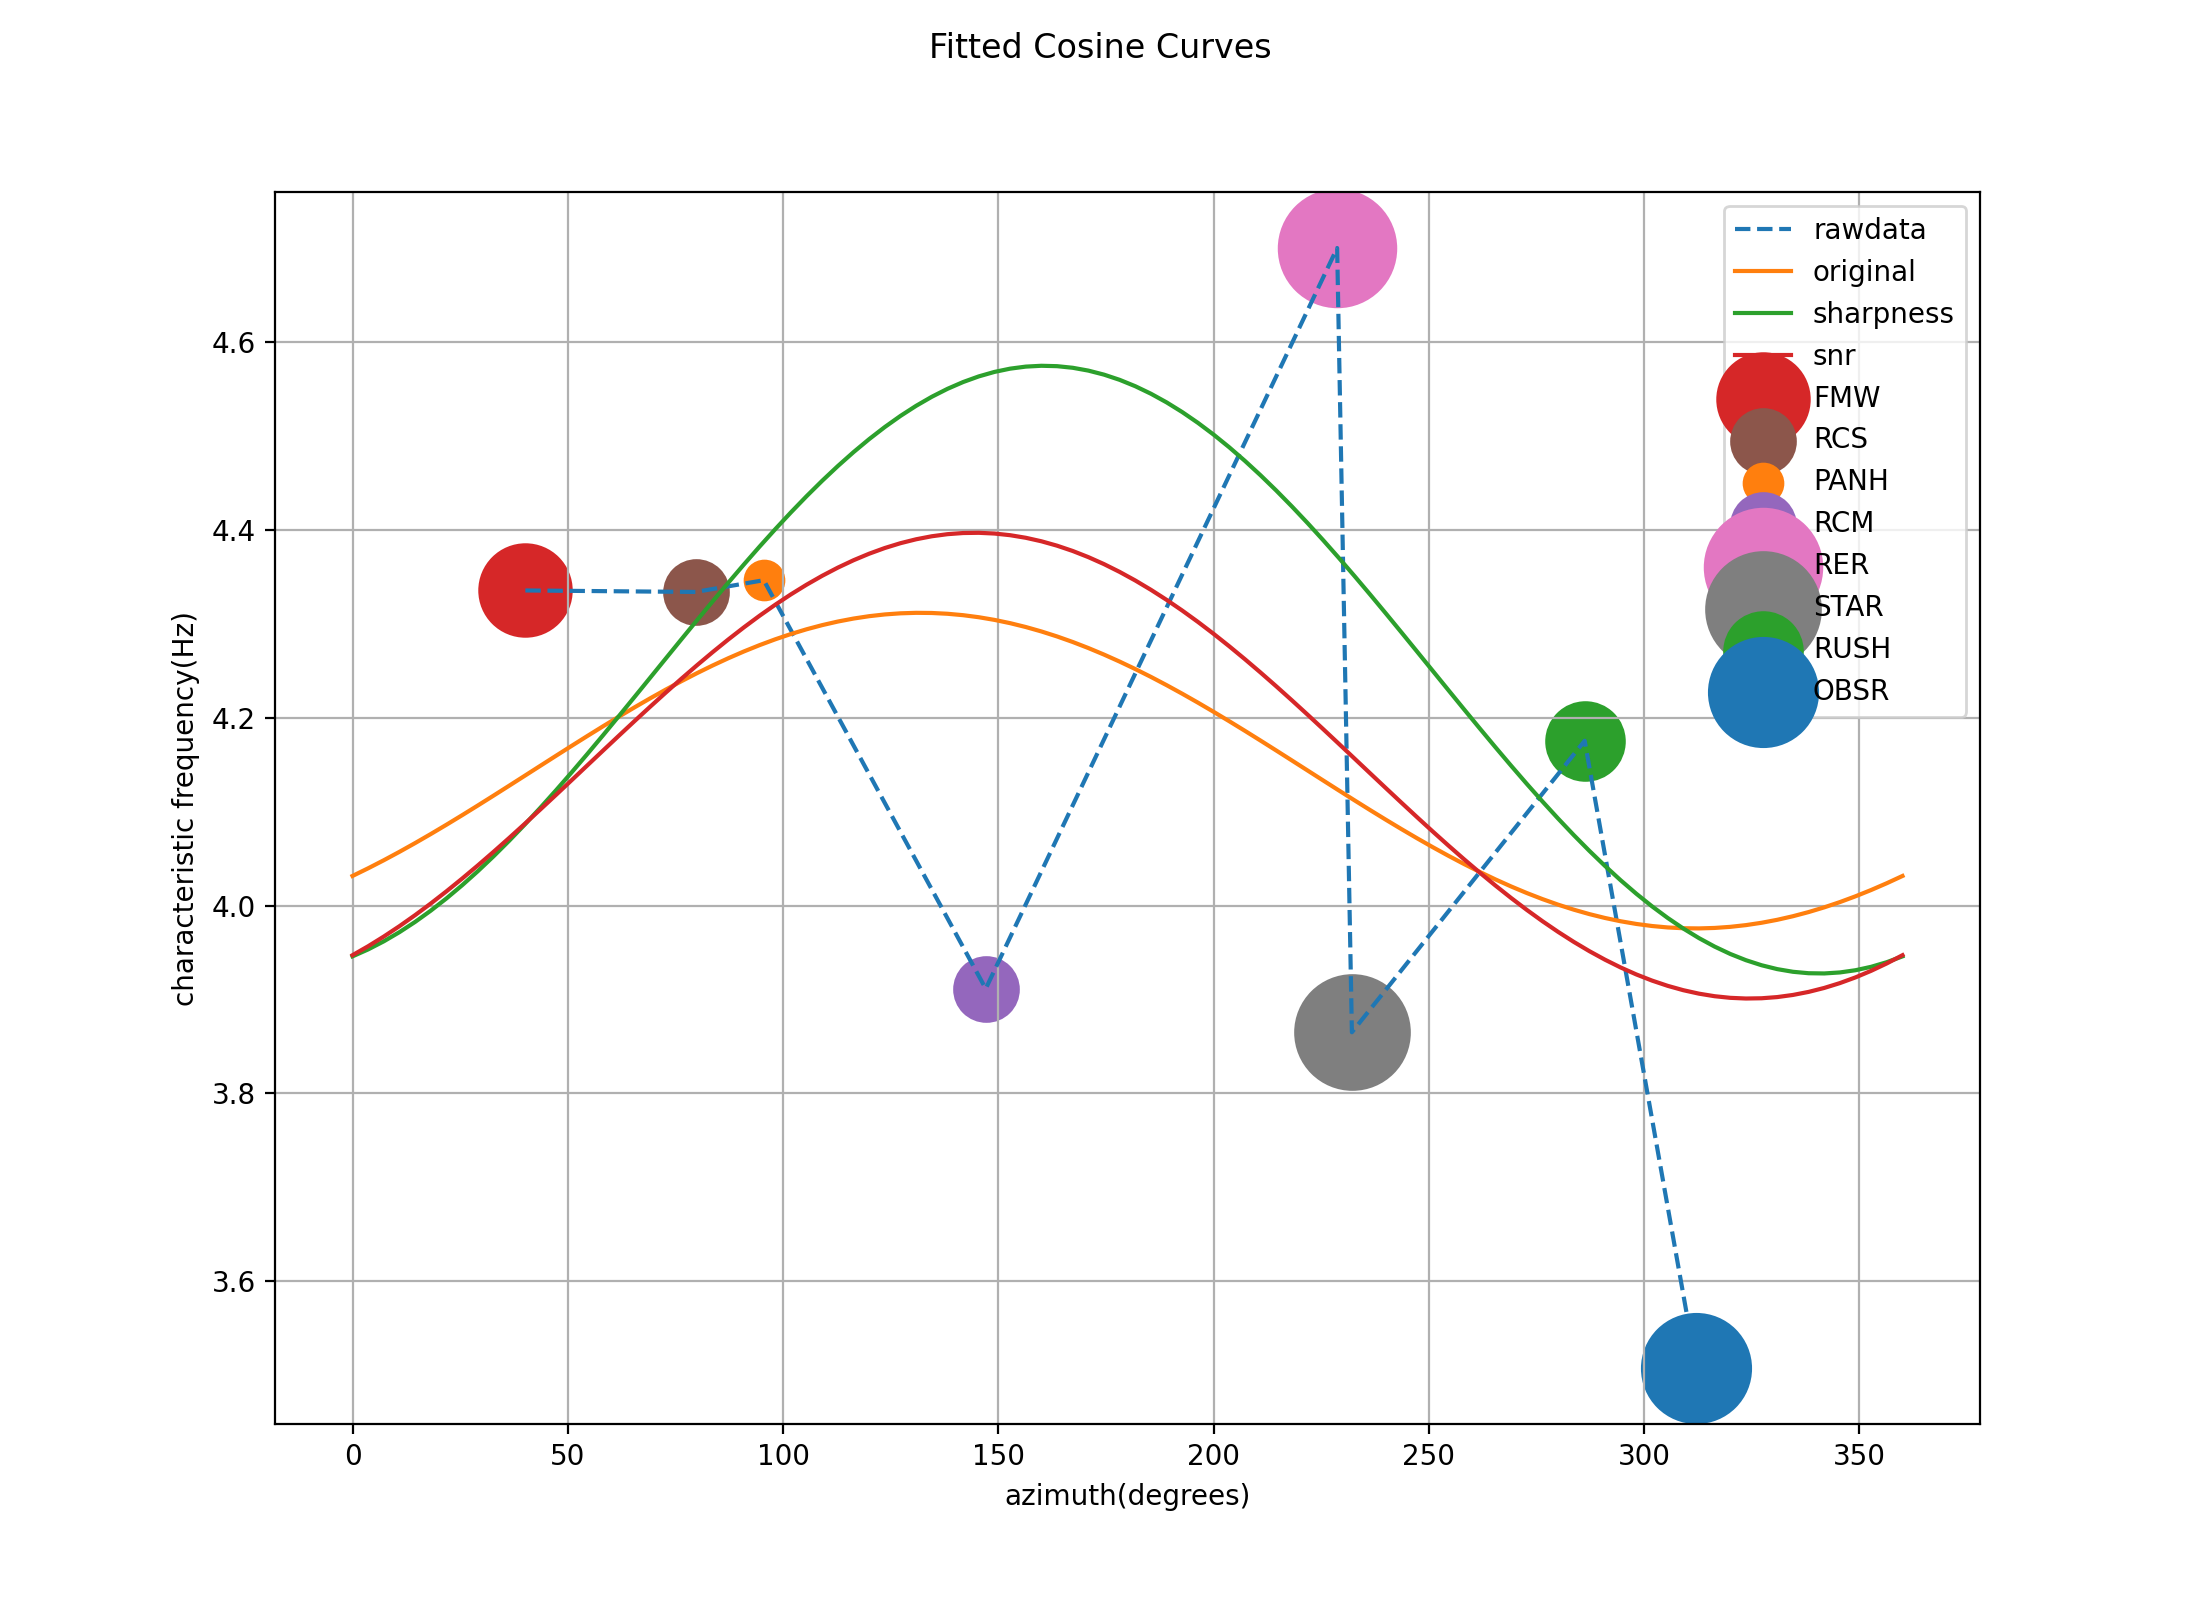 Fitted Cosine Curves
rawdata
original
sharpness
snr
FMW
RCS
PANH
RCM
RER
STAR
RUSH
OBSR
characteristic frequency(Hz)
4.6
4.4
4.2
4.0
3.8
3.6
0 50 100 150 200 250 300 350
azimuth(degrees)